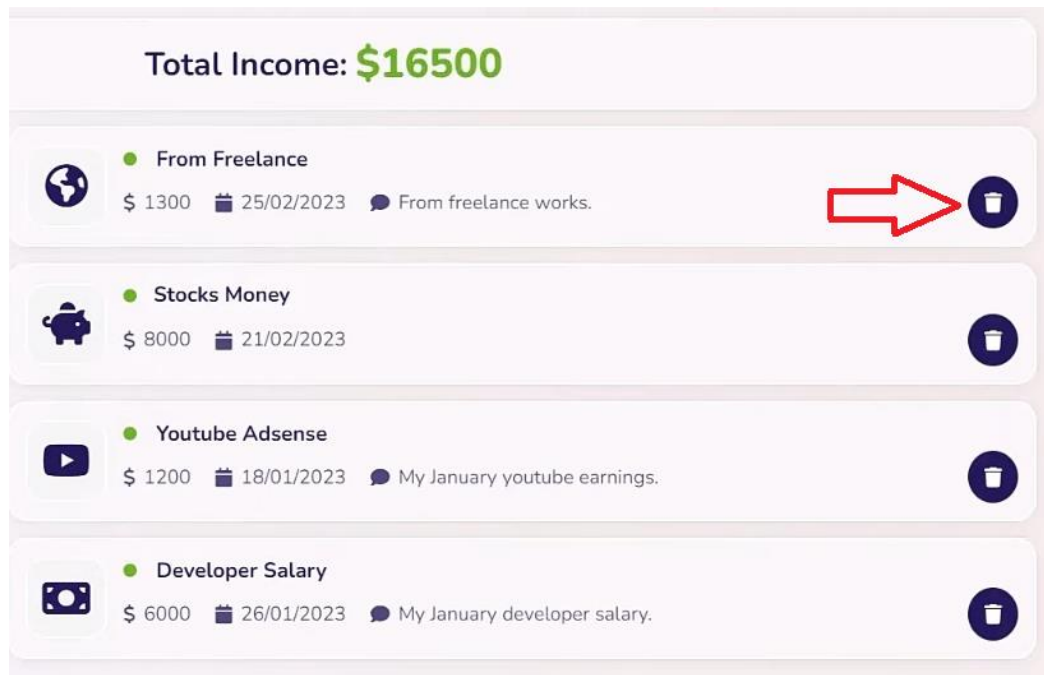 Total Income: $16500
From Freelance
$ 1300 25/02/2023 From freelance works.
Stocks Money
$ 8000 21/02/2023
Youtube Adsense
$ 1200 18/01/2023 My January youtube earnings.
Developer Salary
$ 6000 26/01/2023 My January developer salary.